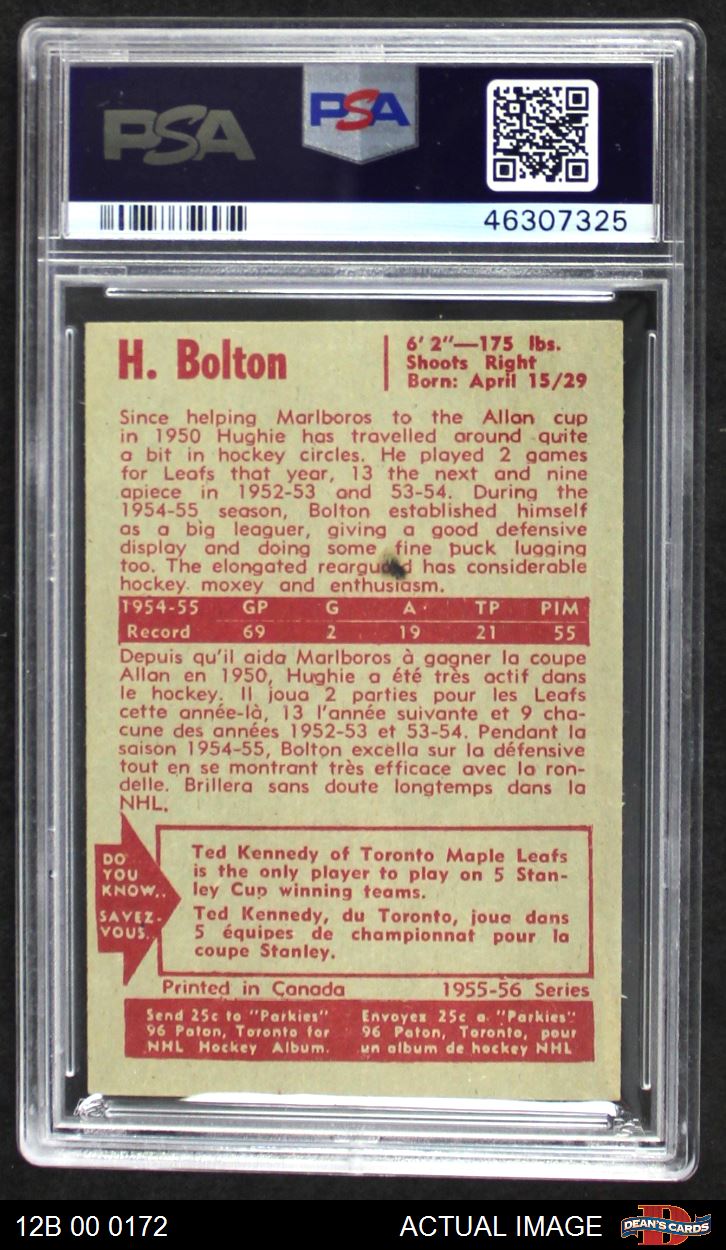 PSA
PSA
46307325
H. Bolton
6' 2"—175 lbs.
Shoots Right
Born: April 15/29
Since helping Marlboros to the Allan cup
in 1950 Hughie has travelled around quite
a bit in hockey circles. He played 2 games
for Leafs that year, 13 the next and nine
apiece in 1952-53 and 53-54. During the
1954-55 season, Bolton established himself
as a big leaguer, giving a good defensive
display and doing some fine puck lugging
too. The elongated rearguard has considerable
hockey moxey and enthusiasm.
1954-55 GP G A TP PIM
Record 69 2 19 21 55
Depuis qu'il aida Marlboros à gagner la coupe
Allan en 1950, Hughie a été très actif dans
le hockey. Il joua 2 parties pour les Leafs
cette année-là, 13 l'année suivante et 9 cha-
cune des années 1952-53 et 53-54. Pendant la
saison 1954-55, Bolton excella sur la défensive
tout en se montrant très efficace avec la ron-
delle. Brillera sans doute longtemps dans la
NHL.
DO
YOU
KNOW..
SAVEZ-
VOUS..
Ted Kennedy of Toronto Maple Leafs
is the only player to play on 5 Stan-
ley Cup winning teams.
Ted Kennedy, du Toronto, joua dans
5 équipes de championnat pour la
coupe Stanley.
Printed in Canada 1955-56 Series
Send 25c to "Parkies"
96 Paton, Toronto for
NHL Hockey Album.
Envoyez 25c a "Parkies"
96 Paton, Toronto, pour
un album de hockey NHL
12B 00 0172 ACTUAL IMAGE DEAN'S CARDS